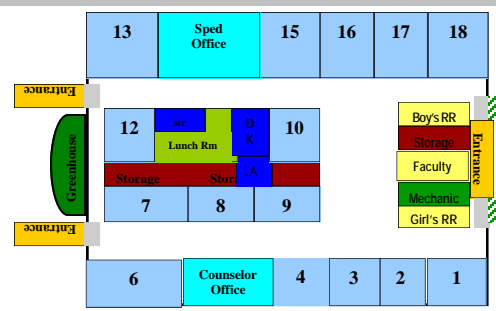 13
Sped
Office
15
16
17
18
Entrance
12
str
D
K
10
Lunch Rm
LA
Storage
7
8
9
Greenhouse
Boy's RR
Storage
Faculty
Mechanic
Girl's RR
Entrance
Entrance
6
Counselor
Office
4
3
2
1